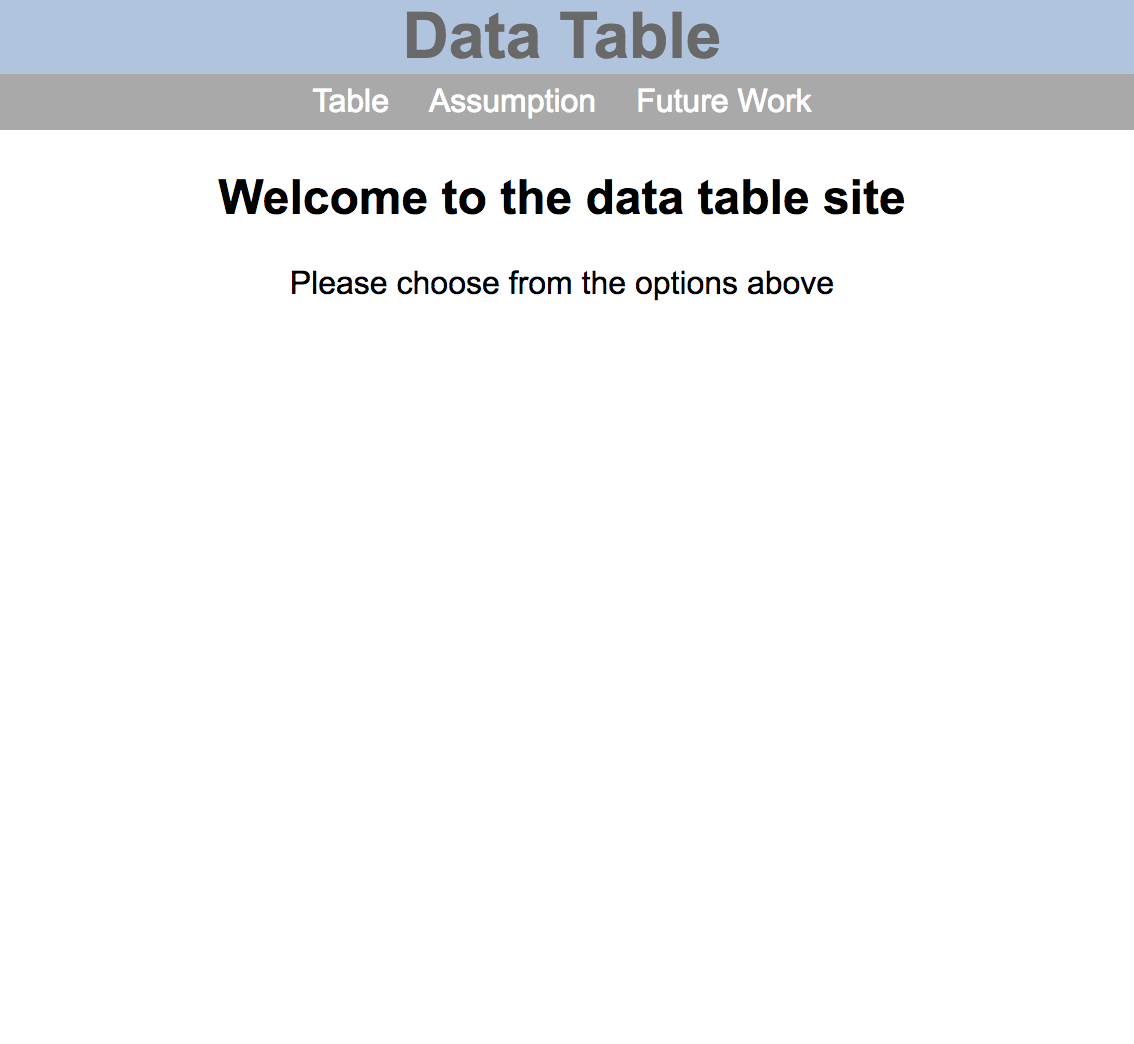 Data Table
Table Assumption Future Work
Welcome to the data table site
Please choose from the options above